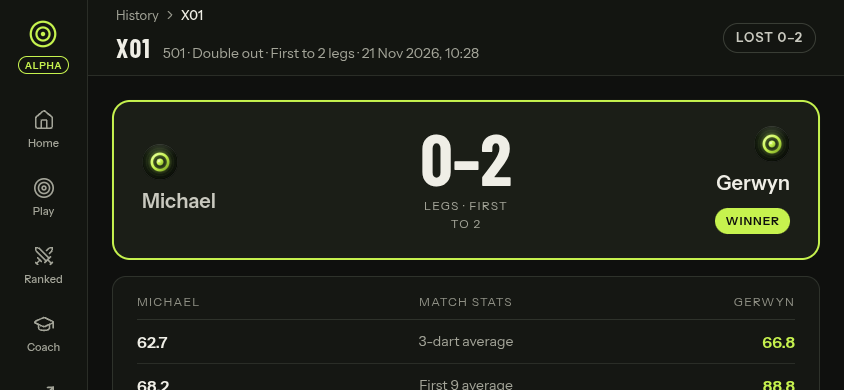 History > X01
X01 501 · Double out · First to 2 legs · 21 Nov 2026, 10:28
LOST 0–2
ALPHA
Home
Play
Ranked
Coach
Michael
0–2
LEGS · FIRST
TO 2
Gerwyn
WINNER
MICHAEL MATCH STATS GERWYN
62.7 3-dart average 66.8
68.2 First 9 average 88.8